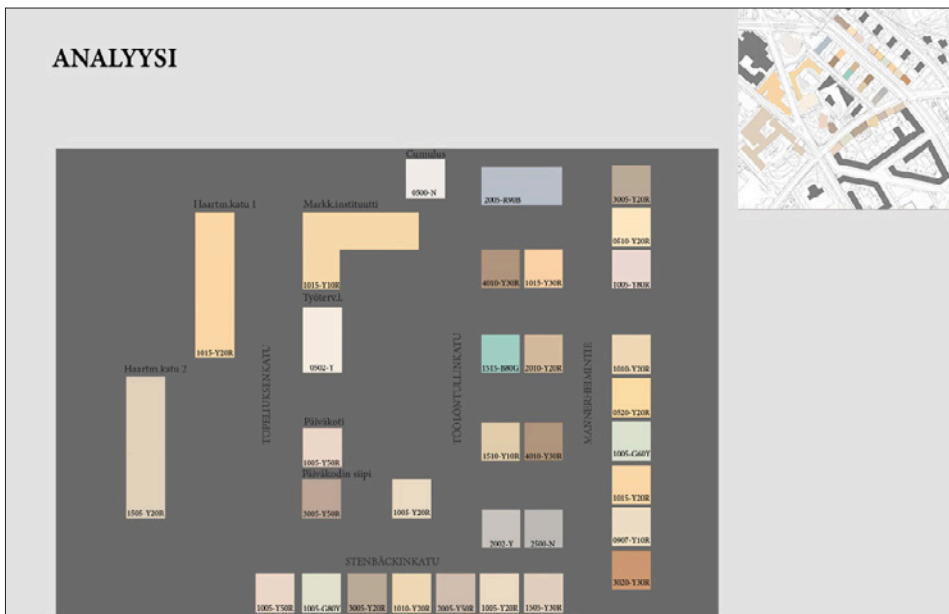 ANALYYSI
Cumulus
0500-N
2005-R90B
3005-Y20R
Haartm.katu 1
Markk.instituutti
0510-Y20R
1015-Y10R
4010-Y30R
1015-Y30R
1005-Y80R
Työterv.l.
1015-Y20R
0502-Y
1515-B80G
2010-Y20R
1010-Y20R
Haartm.katu 2
TOPELIUKSENKATU
TÖÖLÖNTULLINKATU
MANNERHEIMINTIE
0520-Y20R
Päiväkoti
1005-Y50R
1510-Y10R
4010-Y30R
1005-G60Y
Päiväkodin siipi
1015-Y20R
1505-Y20R
3005-Y50R
1005-Y20R
2002-Y
2500-N
0907-Y10R
STENBÄCKINKATU
3020-Y30R
1005-Y50R
1005-G80Y
3005-Y20R
1010-Y20R
2005-Y50R
1005-Y20R
1505-Y30R